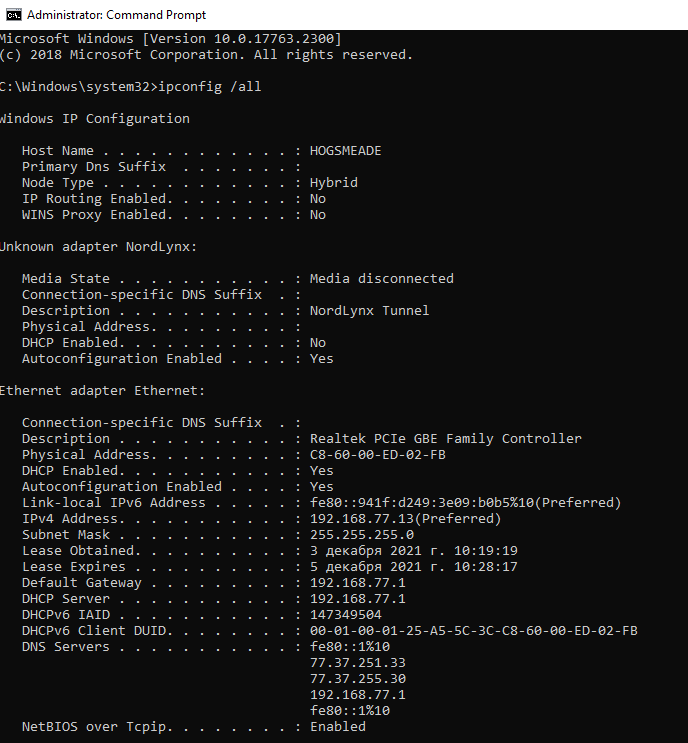 Administrator: Command Prompt
Microsoft Windows [Version 10.0.17763.2300]
(c) 2018 Microsoft Corporation. All rights reserved.
C:\Windows\system32>ipconfig /all
Windows IP Configuration
Host Name . . . . . . . . . . . . : HOGSMEADE
Primary Dns Suffix  . . . . . . . :
Node Type . . . . . . . . . . . . : Hybrid
IP Routing Enabled. . . . . . . . : No
WINS Proxy Enabled. . . . . . . . : No
Unknown adapter NordLynx:
Media State . . . . . . . . . . . : Media disconnected
Connection-specific DNS Suffix  . :
Description . . . . . . . . . . . : NordLynx Tunnel
Physical Address. . . . . . . . . :
DHCP Enabled. . . . . . . . . . . : No
Autoconfiguration Enabled . . . . : Yes
Ethernet adapter Ethernet:
Connection-specific DNS Suffix  . :
Description . . . . . . . . . . . : Realtek PCIe GBE Family Controller
Physical Address. . . . . . . . . : C8-60-00-ED-02-FB
DHCP Enabled. . . . . . . . . . . : Yes
Autoconfiguration Enabled . . . . : Yes
Link-local IPv6 Address . . . . . : fe80::941f:d249:3e09:b0b5%10(Preferred)
IPv4 Address. . . . . . . . . . . : 192.168.77.13(Preferred)
Subnet Mask . . . . . . . . . . . : 255.255.255.0
Lease Obtained. . . . . . . . . . : 3 декабря 2021 г. 10:19:19
Lease Expires . . . . . . . . . . : 5 декабря 2021 г. 10:28:17
Default Gateway . . . . . . . . . : 192.168.77.1
DHCP Server . . . . . . . . . . . : 192.168.77.1
DHCPv6 IAID . . . . . . . . . . . : 147349504
DHCPv6 Client DUID. . . . . . . . : 00-01-00-01-25-A5-5C-3C-C8-60-00-ED-02-FB
DNS Servers . . . . . . . . . . . : fe80::1%10
77.37.251.33
77.37.255.30
192.168.77.1
fe80::1%10
NetBIOS over Tcpip. . . . . . . . : Enabled